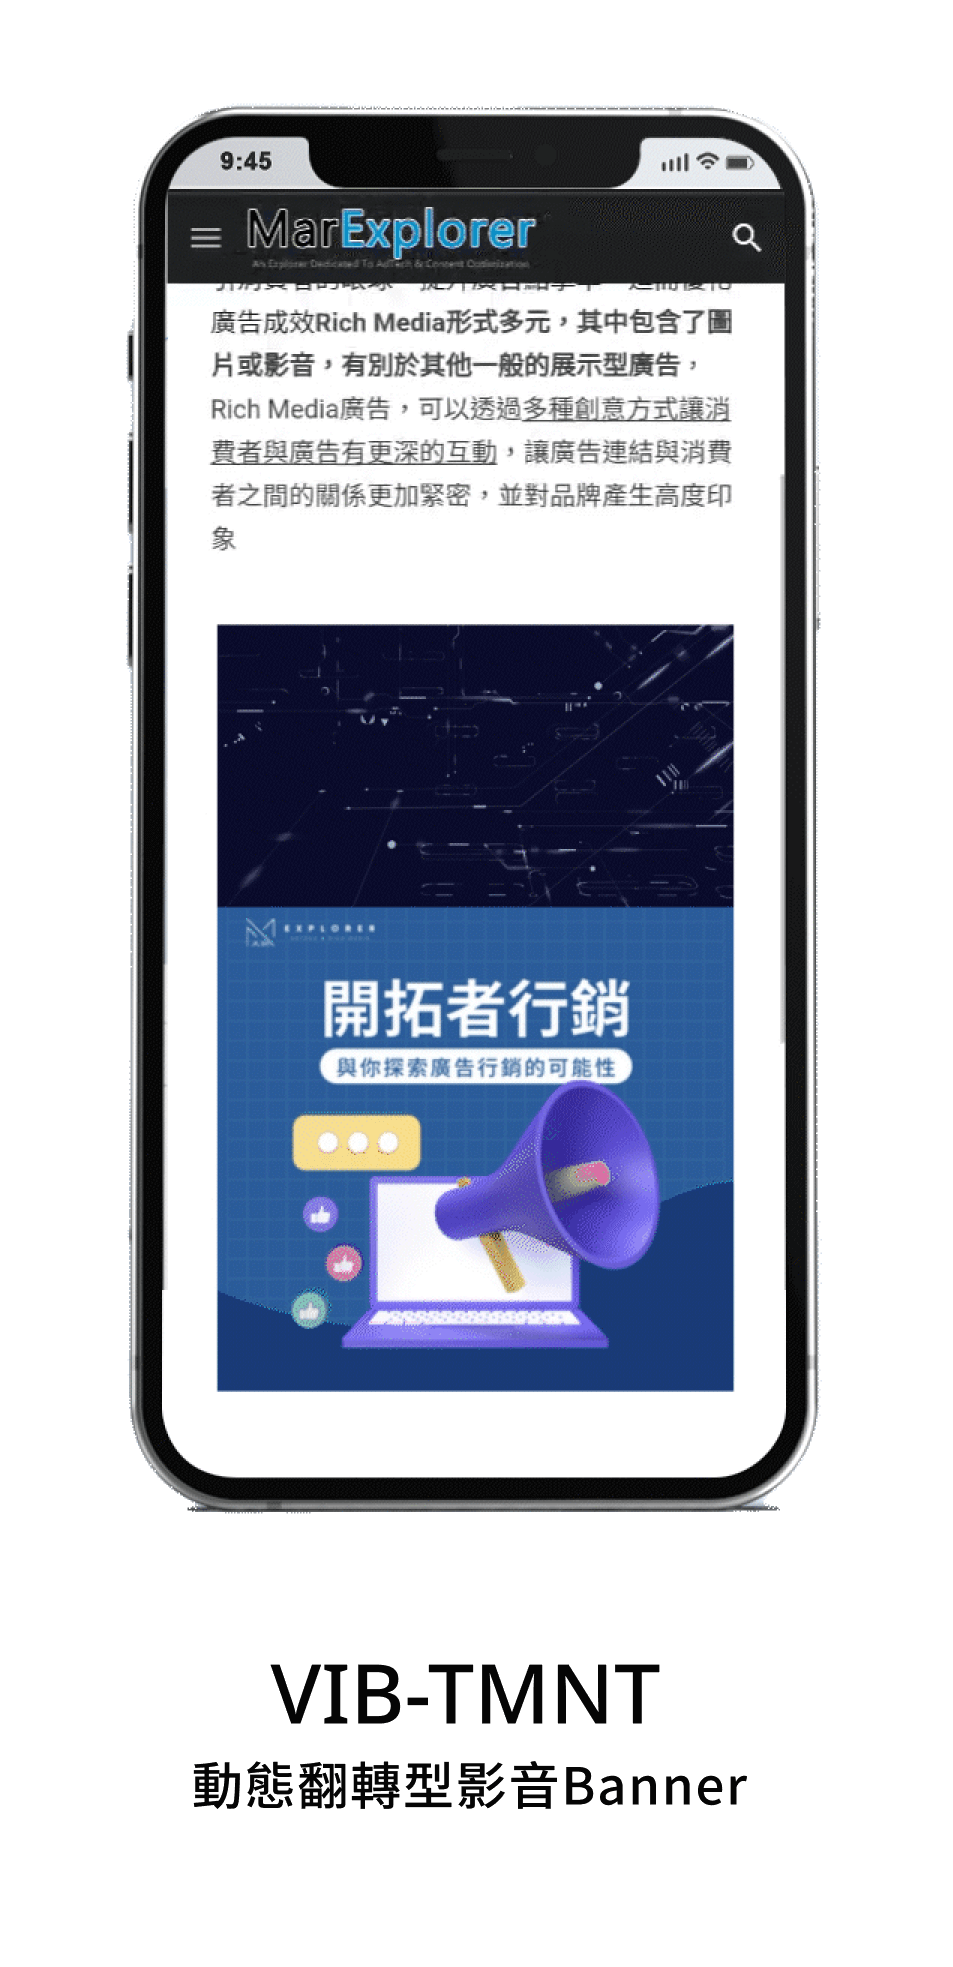 9:45
MarExplorer
An Explorer Dedicated To AdTech & Content Optimization
廣告成效Rich Media形式多元，其中包含了圖
片或影音，有別於其他一般的展示型廣告，
Rich Media廣告，可以透過多種創意方式讓消
費者與廣告有更深的互動，讓廣告連結與消費
者之間的關係更加緊密，並對品牌產生高度印
象
EXPLORER
開拓者行銷
與你探索廣告行銷的可能性
VIB-TMNT
動態翻轉型影音Banner